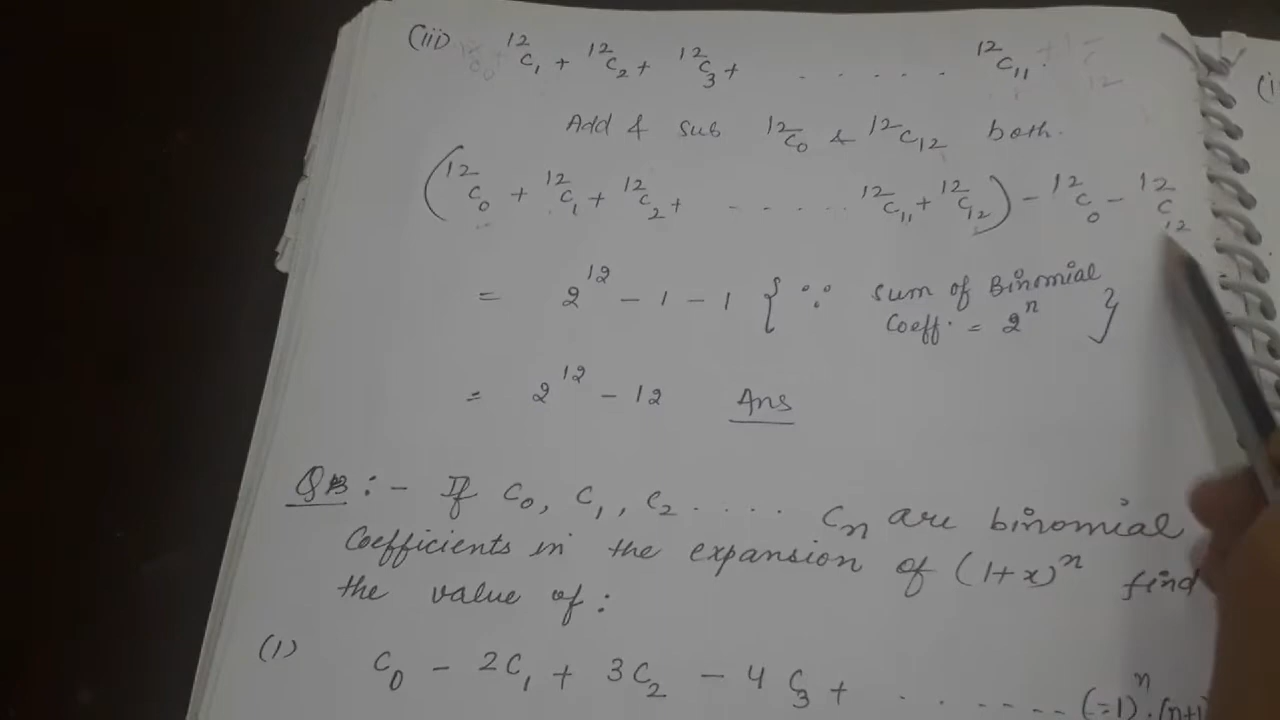 (iii) ¹²C₁ + ¹²C₂ + ¹²C₃ + . . . . . . ¹²C₁₁.
Add & sub ¹²C₀ & ¹²C₁₂ both.
(¹²C₀ + ¹²C₁ + ¹²C₂ + . . . . . . ¹²C₁₁ + ¹²C₁₂) - ¹²C₀ - ¹²C₁₂
= 2¹² - 1 - 1 { ∵ Sum of Binomial
Coeff. = 2ⁿ }
= 2¹² - 12 Ans
:- If C₀, C₁, C₂ . . . . Cₙ are binomial
Coefficients in the expansion of (1+x)ⁿ find
the value of :
(1) C₀ - 2C₁ + 3C₂ - 4C₃ + . . . . . . (-1)ⁿ.(n+1)